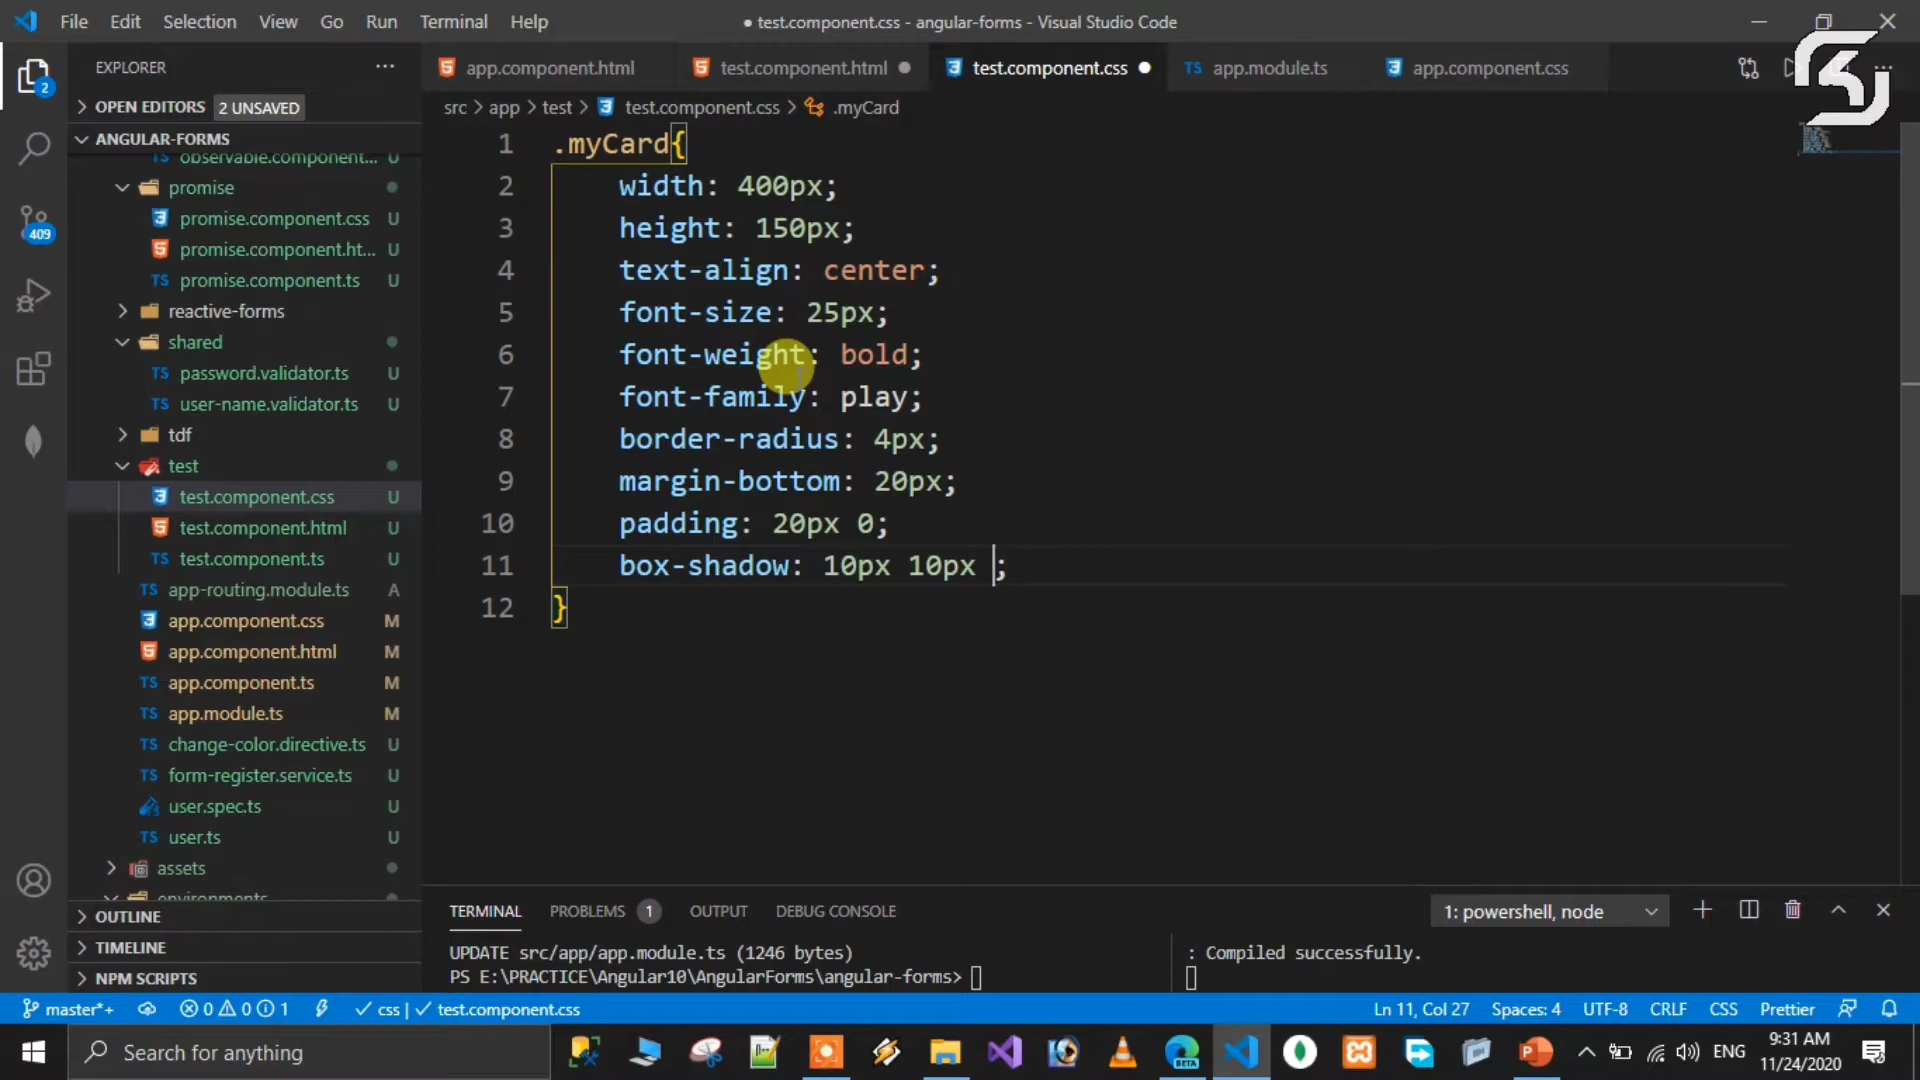 File Edit Selection View Go Run Terminal Help
● test.component.css - angular-forms - Visual Studio Code
EXPLORER
app.component.html
test.component.html
test.component.css
TS app.module.ts
app.component.css
OPEN EDITORS 2 UNSAVED
src > app > test > test.component.css > .myCard
ANGULAR-FORMS
TS observable.component... U
promise
promise.component.css U
promise.component.ht... U
TS promise.component.ts U
reactive-forms
shared
TS password.validator.ts U
TS user-name.validator.ts U
tdf
test
test.component.css U
test.component.html U
TS test.component.ts U
TS app-routing.module.ts A
app.component.css M
app.component.html M
TS app.component.ts M
TS app.module.ts M
TS change-color.directive.ts U
TS form-register.service.ts U
user.spec.ts U
TS user.ts U
assets
environments
OUTLINE
TIMELINE
NPM SCRIPTS
2
409
1 .myCard{
2 width: 400px;
3 height: 150px;
4 text-align: center;
5 font-size: 25px;
6 font-weight: bold;
7 font-family: play;
8 border-radius: 4px;
9 margin-bottom: 20px;
10 padding: 20px 0;
11 box-shadow: 10px 10px ;
12 }
TERMINAL PROBLEMS 1 OUTPUT DEBUG CONSOLE
1: powershell, node
UPDATE src/app/app.module.ts (1246 bytes)
PS E:\PRACTICE\Angular10\AngularForms\angular-forms>
: Compiled successfully.
master*+ 0 0 1 css | test.component.css
Ln 11, Col 27 Spaces: 4 UTF-8 CRLF CSS Prettier
Search for anything
BETA
ENG
9:31 AM
11/24/2020